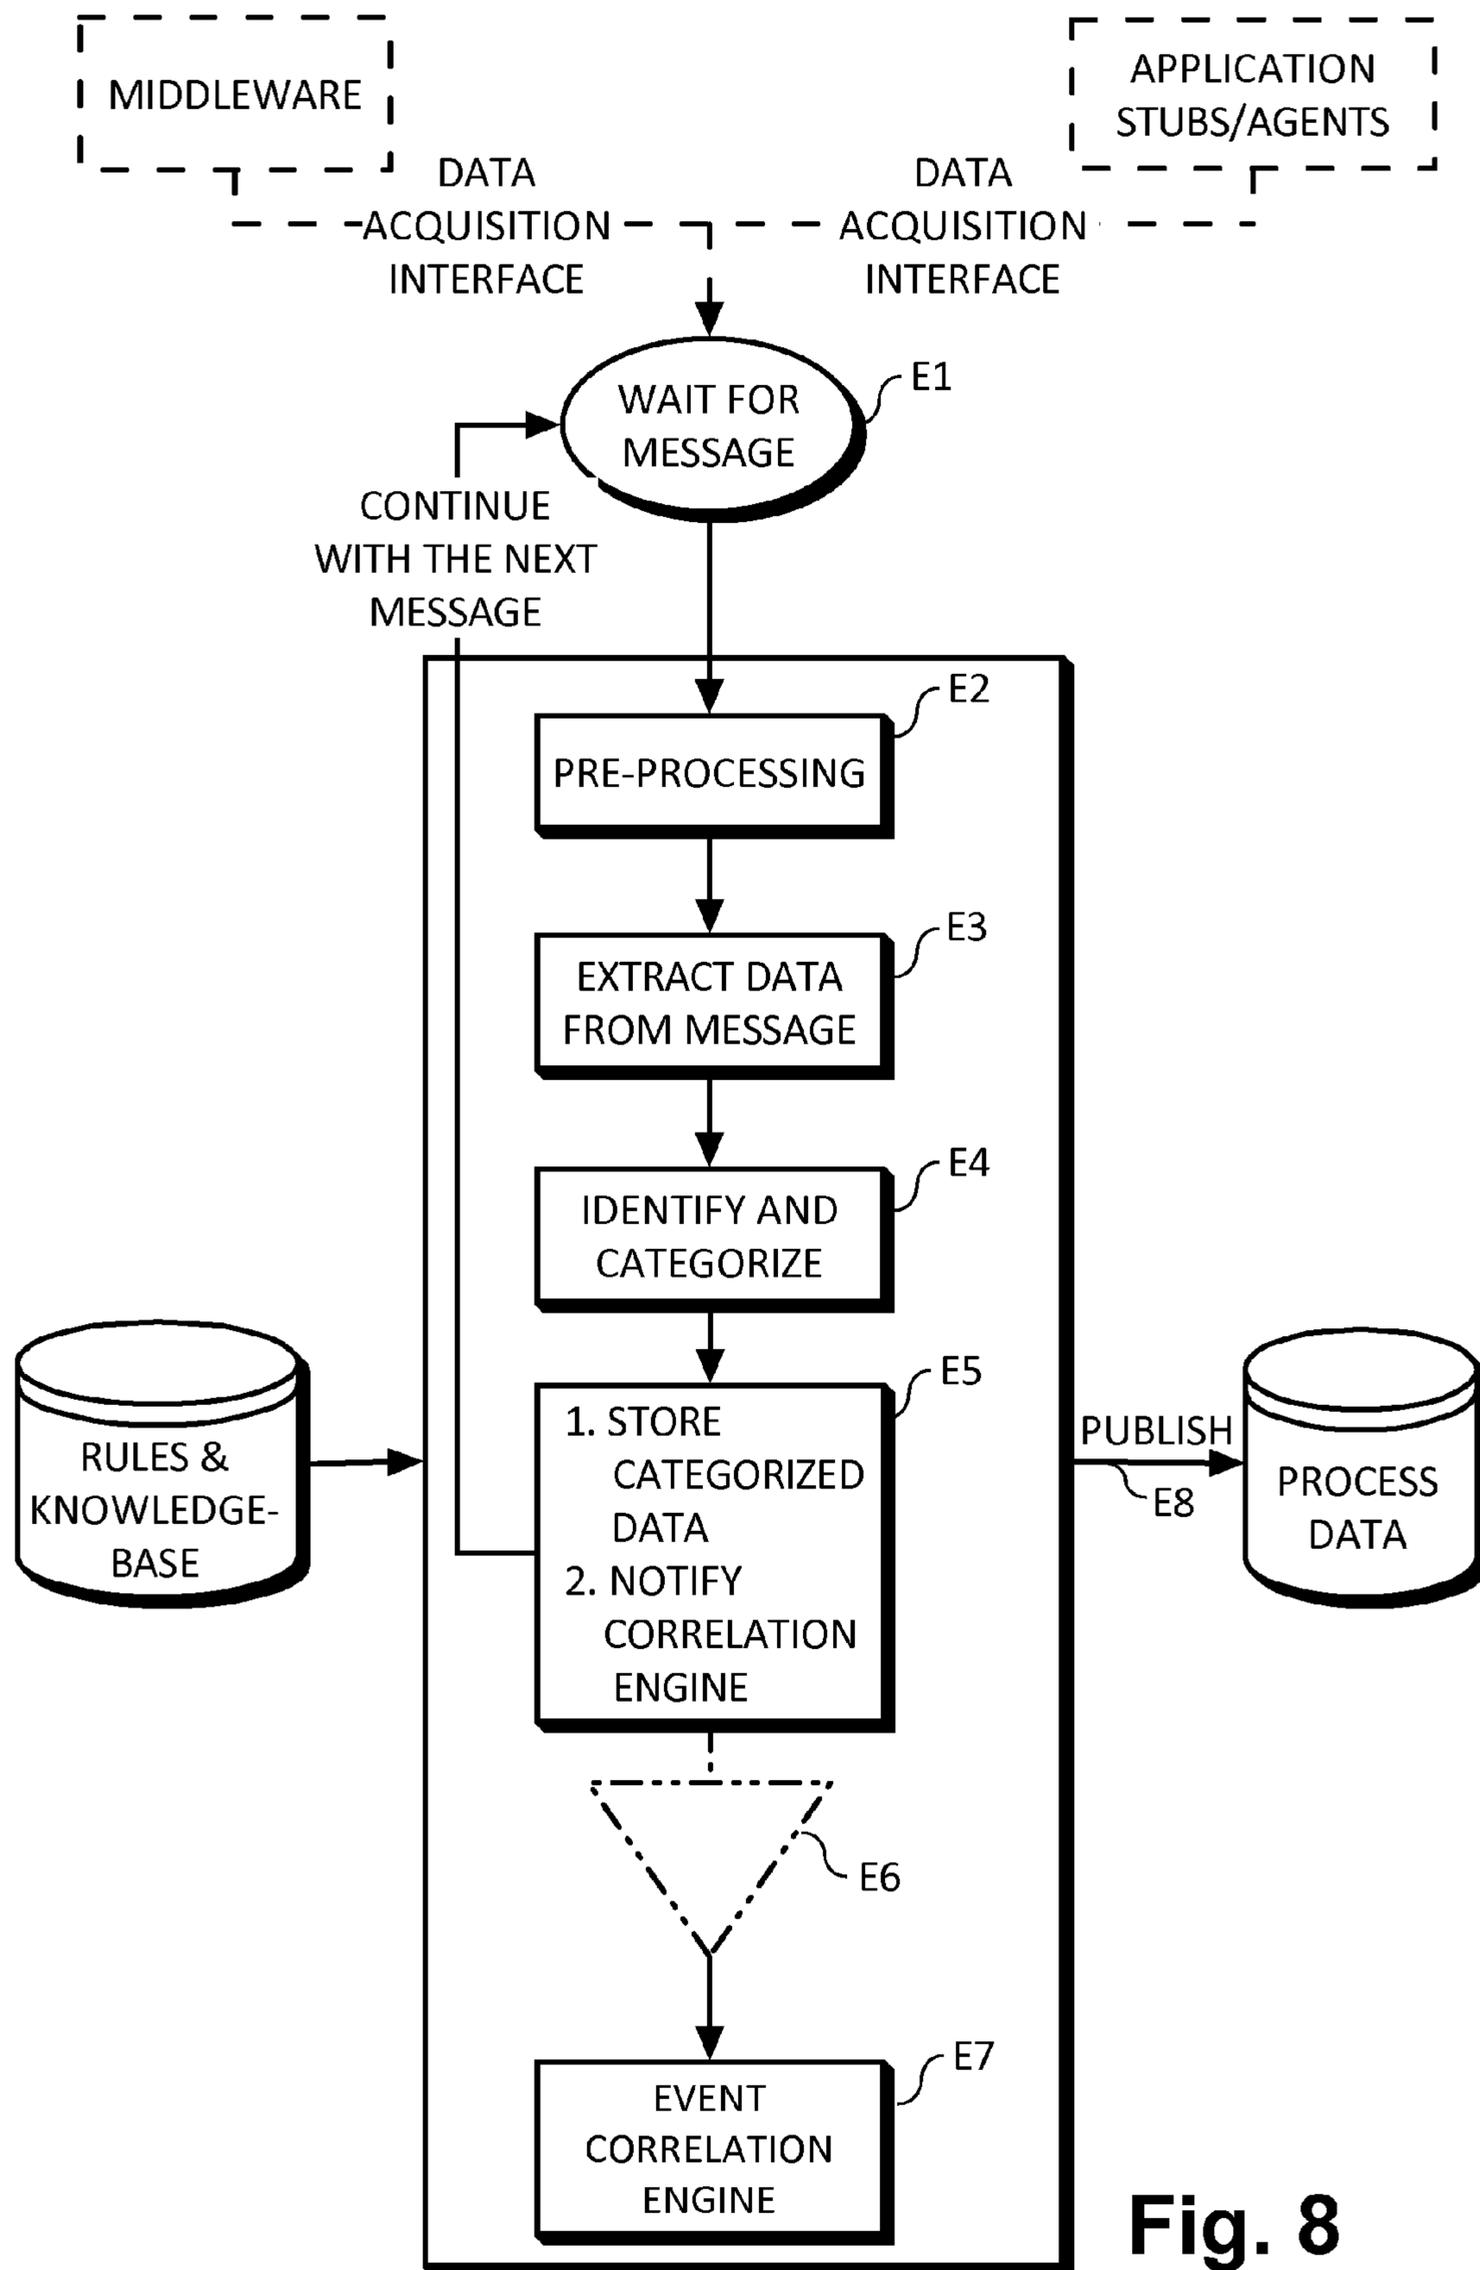 MIDDLEWARE
APPLICATION
STUBS/AGENTS
DATA
ACQUISITION
INTERFACE
DATA
ACQUISITION
INTERFACE
WAIT FOR
MESSAGE
E1
CONTINUE
WITH THE NEXT
MESSAGE
E2
PRE-PROCESSING
E3
EXTRACT DATA
FROM MESSAGE
E4
IDENTIFY AND
CATEGORIZE
E5
1. STORE
CATEGORIZED
DATA
2. NOTIFY
CORRELATION
ENGINE
RULES &
KNOWLEDGE-
BASE
PUBLISH
E8
PROCESS
DATA
E6
E7
EVENT
CORRELATION
ENGINE
Fig. 8